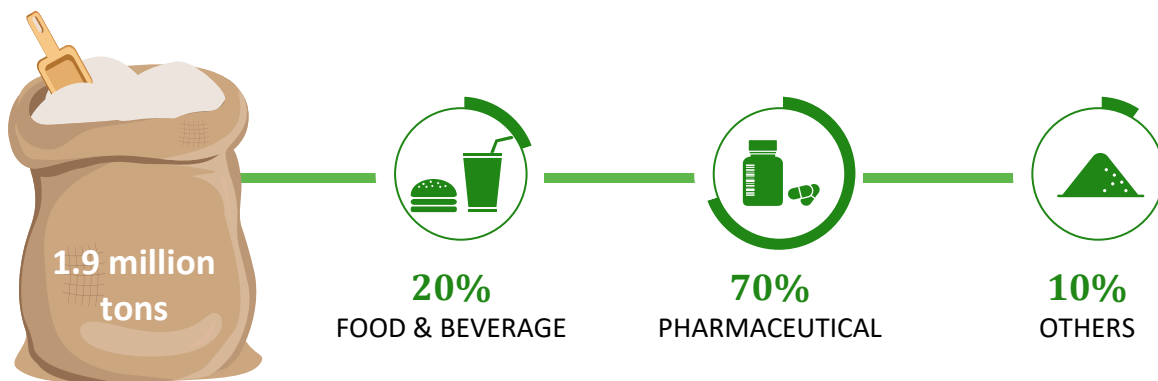 1.9 million
tons
20%
FOOD & BEVERAGE
70%
PHARMACEUTICAL
10%
OTHERS